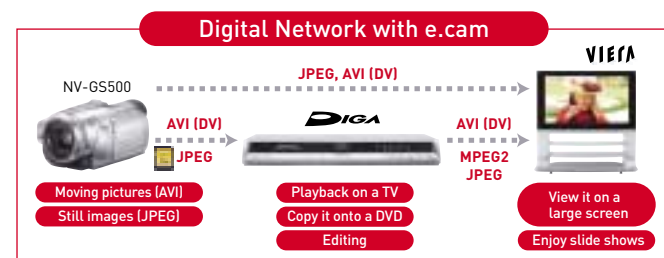 Digital Network with e.cam
VIERA
NV-GS500
JPEG, AVI (DV)
AVI (DV)
JPEG
DIGA
AVI (DV)
MPEG2
JPEG
Moving pictures (AVI)
Still images (JPEG)
Playback on a TV
Copy it onto a DVD
Editing
View it on a
large screen
Enjoy slide shows